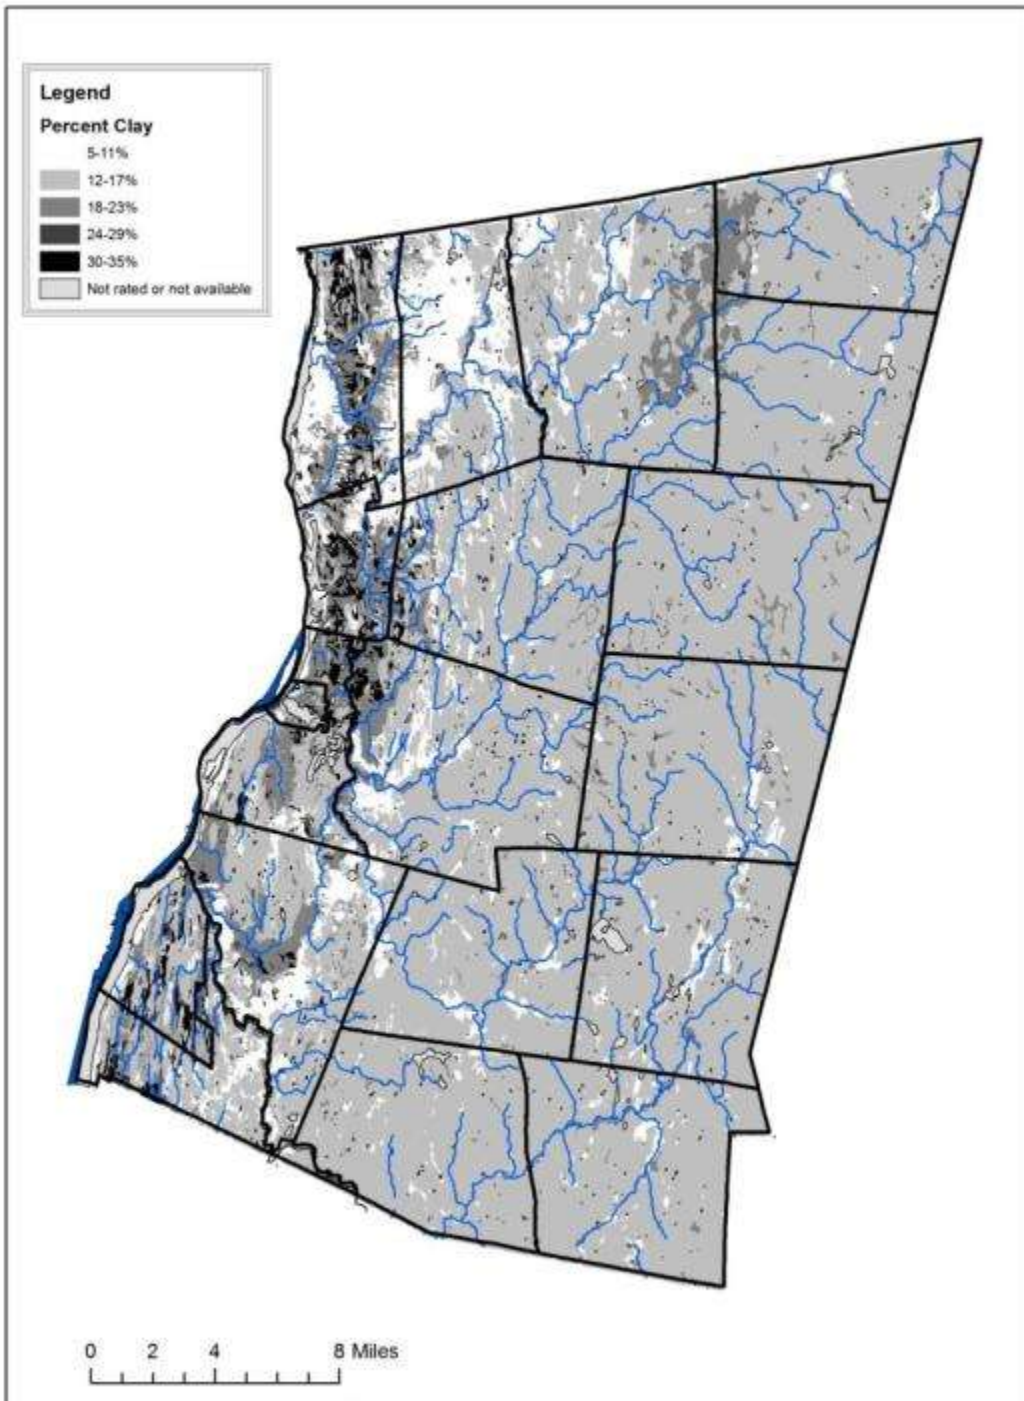 Legend
Percent Clay
5-11%
12-17%
18-23%
24-29%
30-35%
Not rated or not available
0 2 4 8 Miles